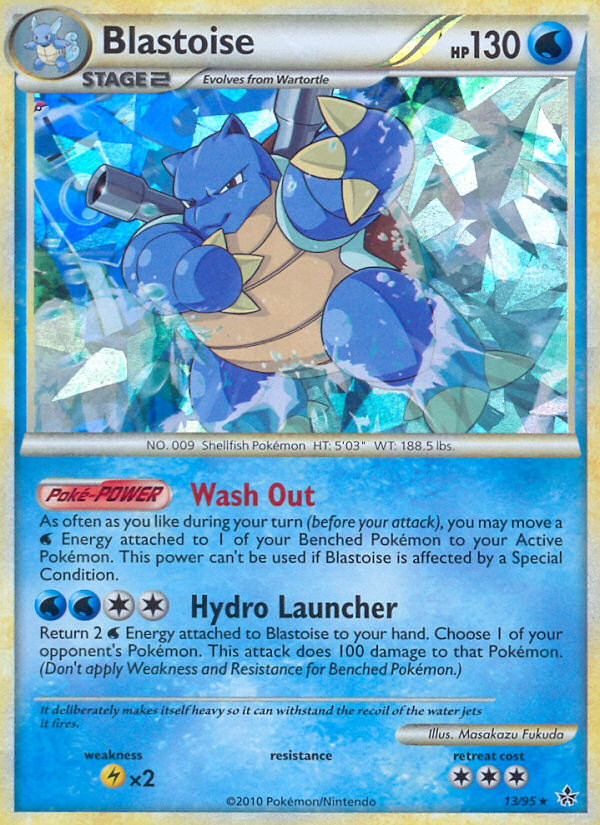 Blastoise
HP130
STAGE 2
Evolves from Wartortle
NO. 009 Shellfish Pokémon HT: 5'03" WT: 188.5 lbs.
Poké-POWER Wash Out
As often as you like during your turn (before your attack), you may move a
Energy attached to 1 of your Benched Pokémon to your Active
Pokémon. This power can't be used if Blastoise is affected by a Special
Condition.
Hydro Launcher
Return 2 Energy attached to Blastoise to your hand. Choose 1 of your
opponent's Pokémon. This attack does 100 damage to that Pokémon.
(Don't apply Weakness and Resistance for Benched Pokémon.)
It deliberately makes itself heavy so it can withstand the recoil of the water jets
it fires.
Illus. Masakazu Fukuda
weakness resistance retreat cost
×2
©2010 Pokémon/Nintendo
13/95 ★